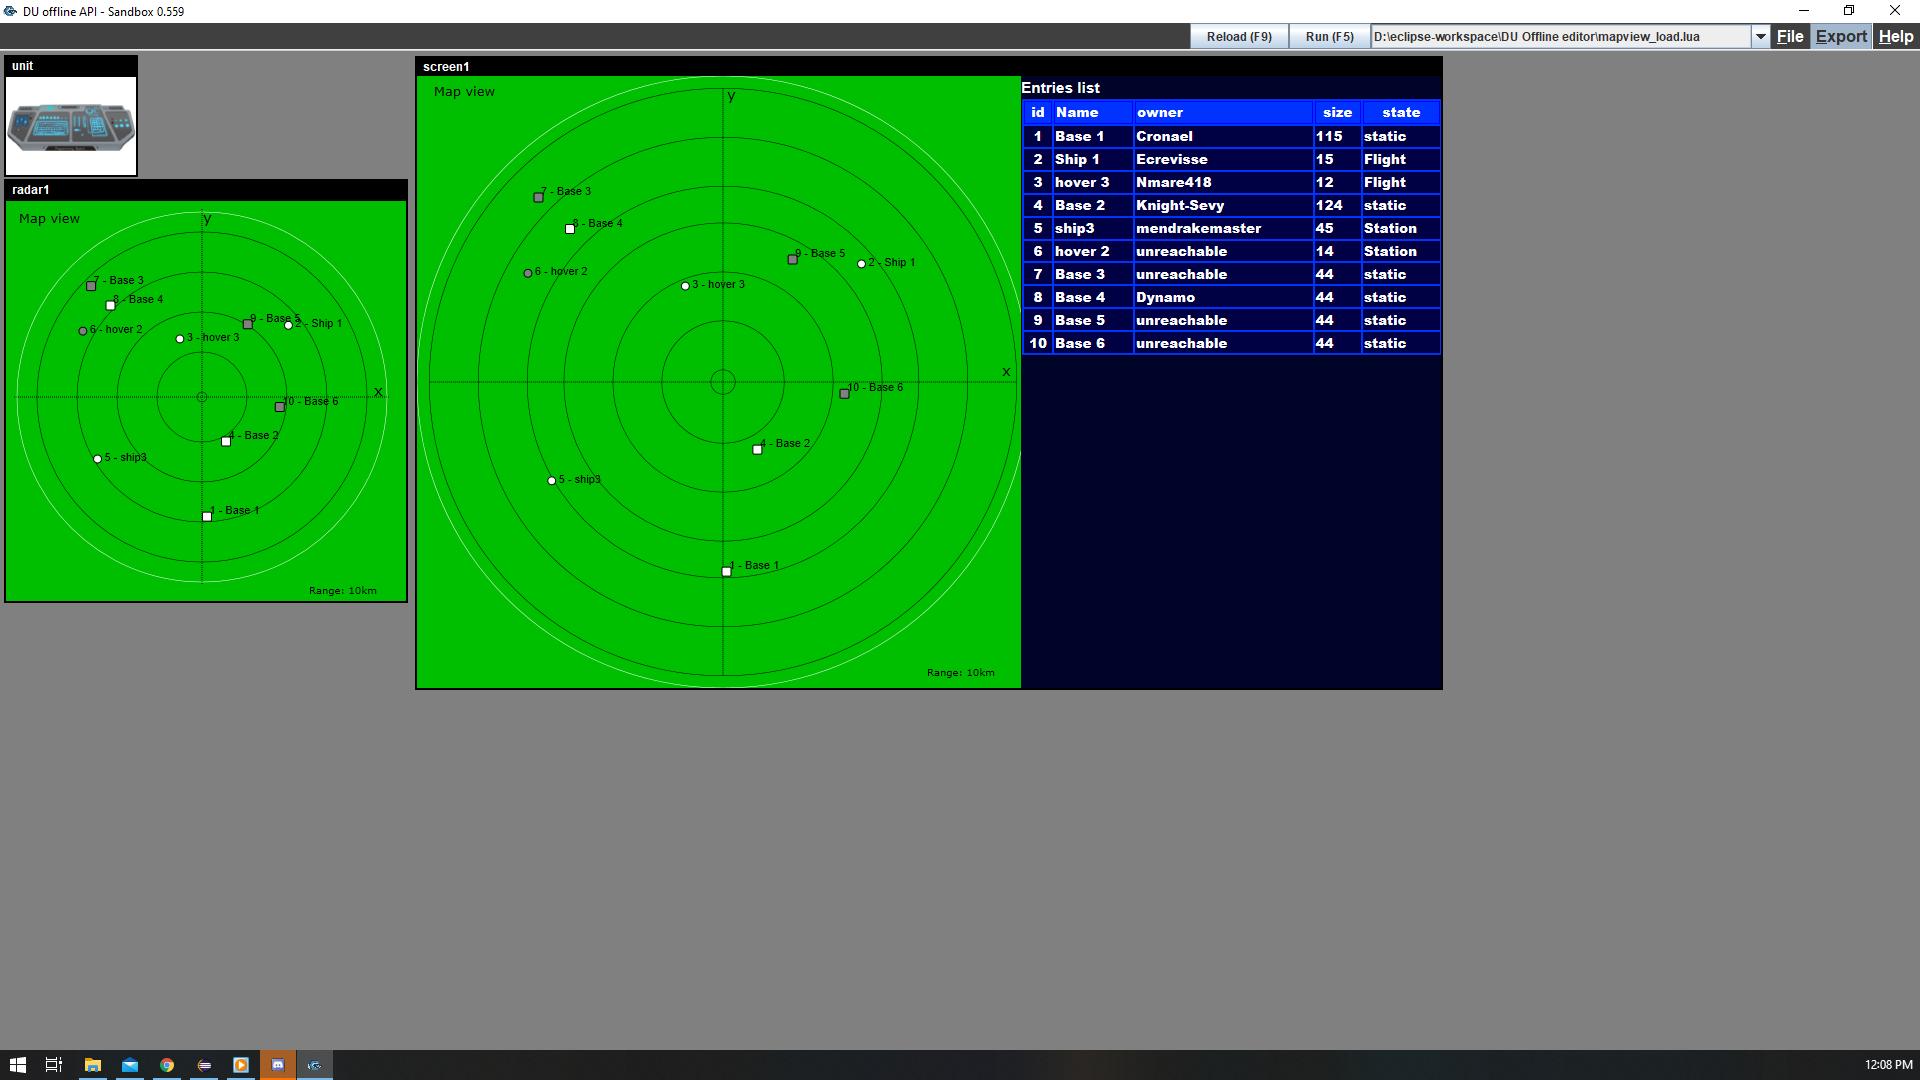 DU offline API - Sandbox 0.559
Reload (F9) Run (F5) D:\eclipse-workspace\DU Offline editor\mapview_load.lua File Export Help
unit
radar1
Map view
y
7 - Base 3
8 - Base 4
9 - Base 5
2 - Ship 1
6 - hover 2
3 - hover 3
x
10 - Base 6
4 - Base 2
5 - ship3
1 - Base 1
Range: 10km
screen1
Map view
y
7 - Base 3
8 - Base 4
9 - Base 5
2 - Ship 1
6 - hover 2
3 - hover 3
x
10 - Base 6
4 - Base 2
5 - ship3
1 - Base 1
Range: 10km
Entries list
id Name owner size state
1 Base 1 Cronael 115 static
2 Ship 1 Ecrevisse 15 Flight
3 hover 3 Nmare418 12 Flight
4 Base 2 Knight-Sevy 124 static
5 ship3 mendrakemaster 45 Station
6 hover 2 unreachable 14 Station
7 Base 3 unreachable 44 static
8 Base 4 Dynamo 44 static
9 Base 5 unreachable 44 static
10 Base 6 unreachable 44 static
12:08 PM